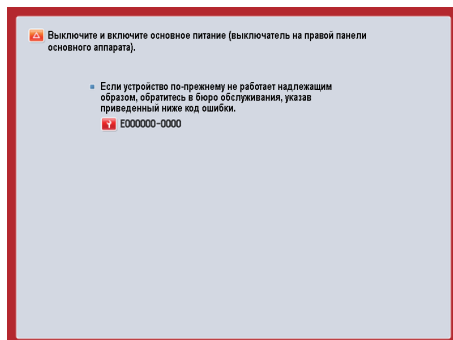 Выключите и включите основное питание (выключатель на правой панели
основного аппарата).
Если устройство по-прежнему не работает надлежащим
образом, обратитесь в бюро обслуживания, указав
приведенный ниже код ошибки.
E000000-0000